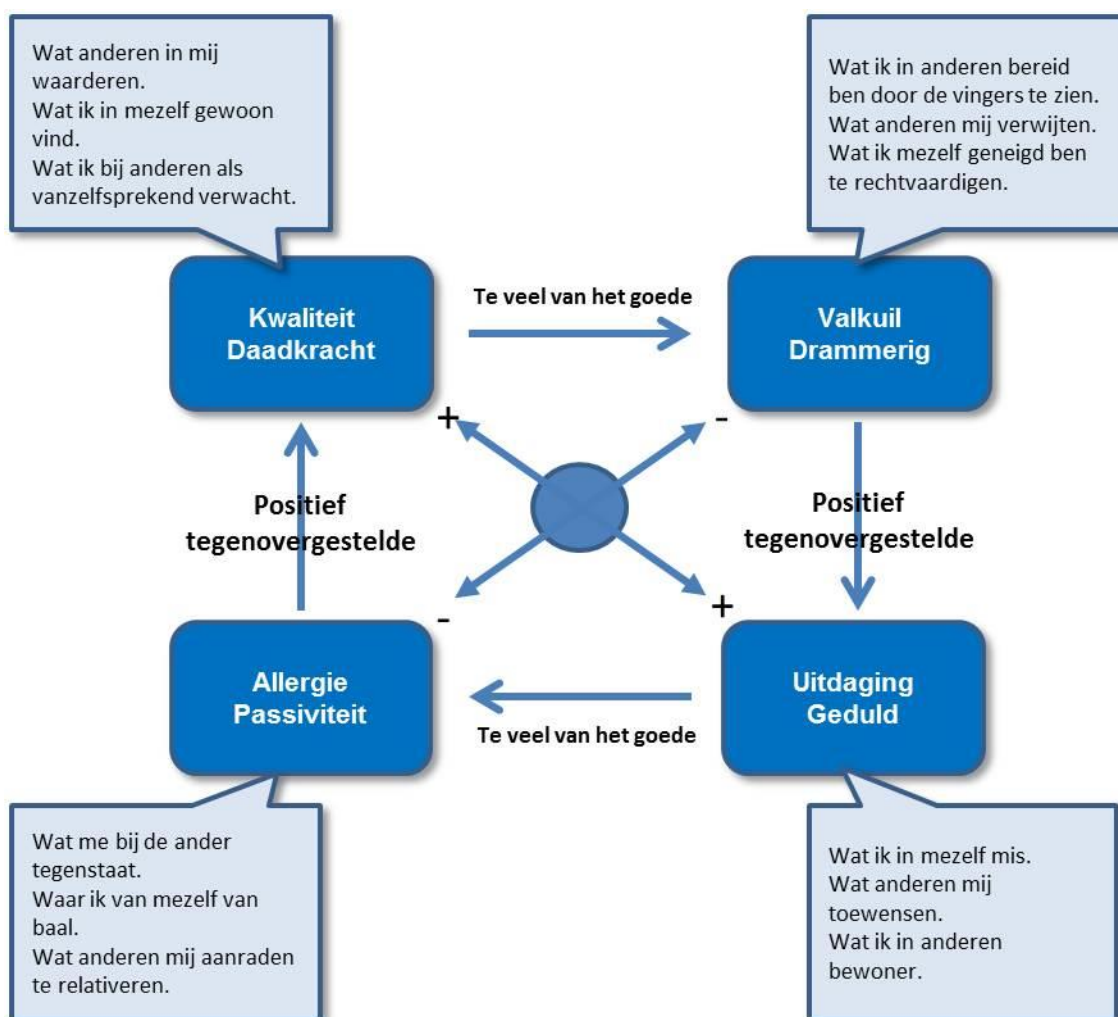 Wat anderen in mij
waarderen.
Wat ik in mezelf gewoon
vind.
Wat ik bij anderen als
vanzelfsprekend verwacht.
Wat ik in anderen bereid
ben door de vingers te zien.
Wat anderen mij verwijten.
Wat ik mezelf geneigd ben
te rechtvaardigen.
Kwaliteit
Daadkracht
Te veel van het goede
Valkuil
Drammerig
+
-
Positief
tegenovergestelde
Positief
tegenovergestelde
-
+
Allergie
Passiviteit
Te veel van het goede
Uitdaging
Geduld
Wat me bij de ander
tegenstaat.
Waar ik van mezelf van
baal.
Wat anderen mij aanraden
te relativeren.
Wat ik in mezelf mis.
Wat anderen mij
toewensen.
Wat ik in anderen
bewoner.